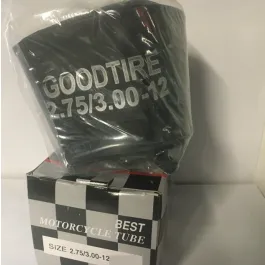 GOODTIRE
2.75/3.00-12
BEST
MOTORCYCLE TUBE
SIZE 2.75/3.00-12